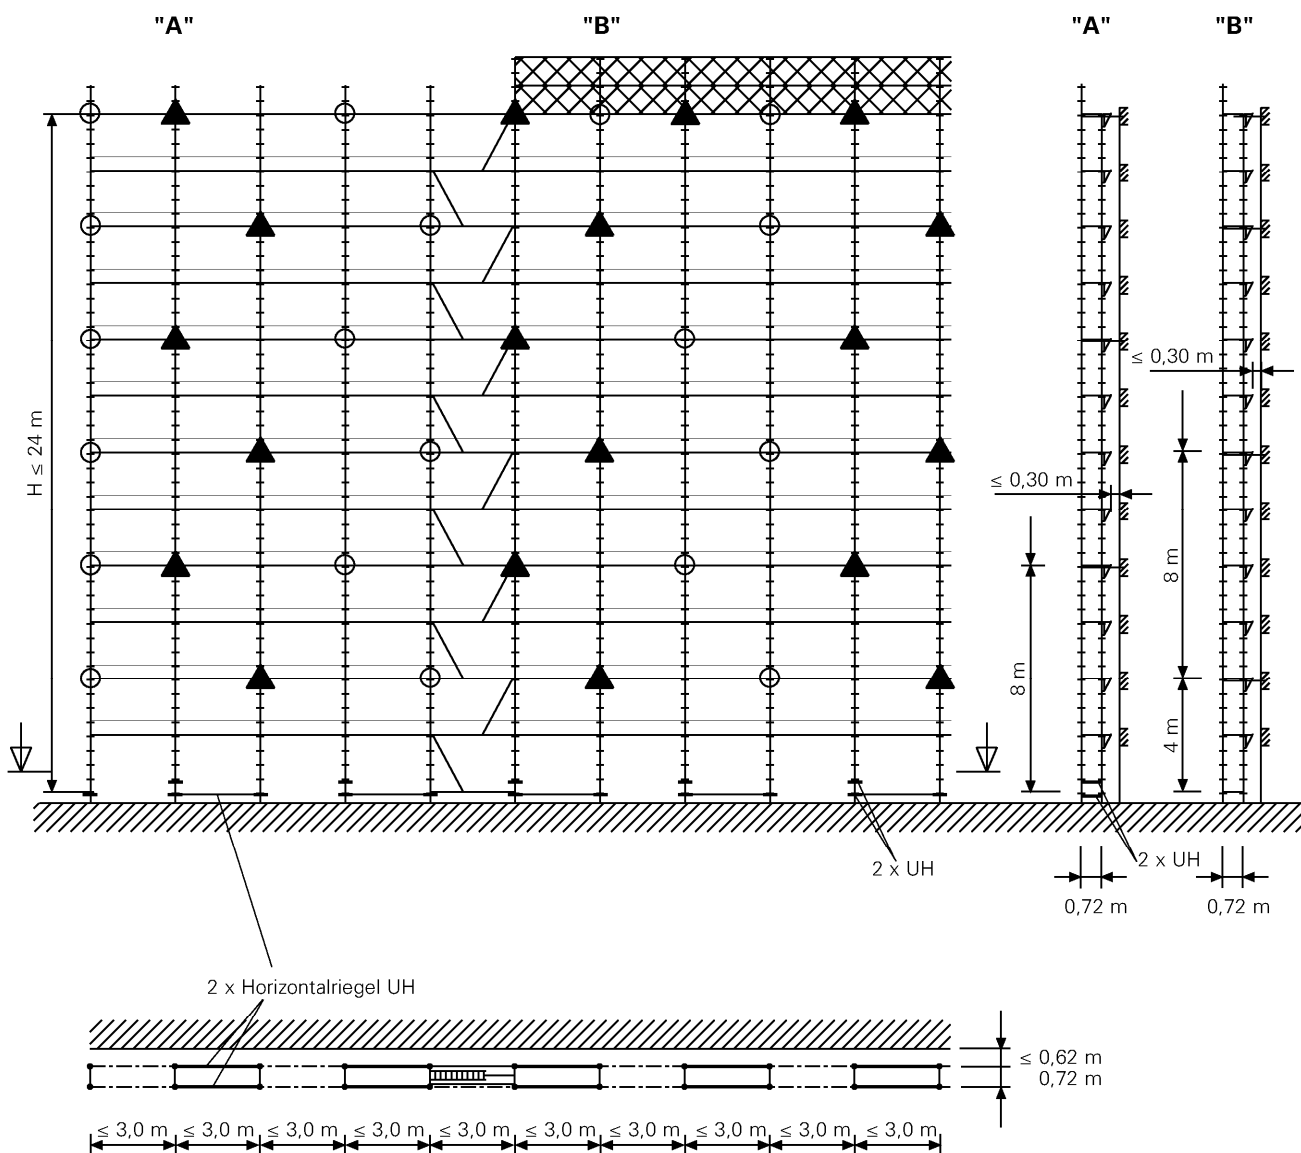 "A"
"B"
"A"
"B"
≤ 0,30 m
H ≤ 24 m
≤ 0,30 m
8 m
8 m
4 m
2 x UH
2 x UH
0,72 m
0,72 m
2 x Horizontalriegel UH
≤ 0,62 m
0,72 m
≤ 3,0 m ≤ 3,0 m ≤ 3,0 m ≤ 3,0 m ≤ 3,0 m ≤ 3,0 m ≤ 3,0 m ≤ 3,0 m ≤ 3,0 m ≤ 3,0 m